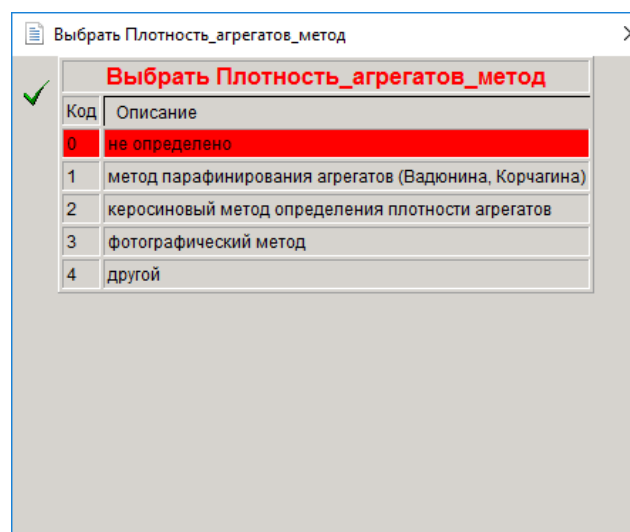 Выбрать Плотность_агрегатов_метод
Выбрать Плотность_агрегатов_метод
Код Описание
0 не определено
1 метод парафинирования агрегатов (Вадюнина, Корчагина)
2 керосиновый метод определения плотности агрегатов
3 фотографический метод
4 другой